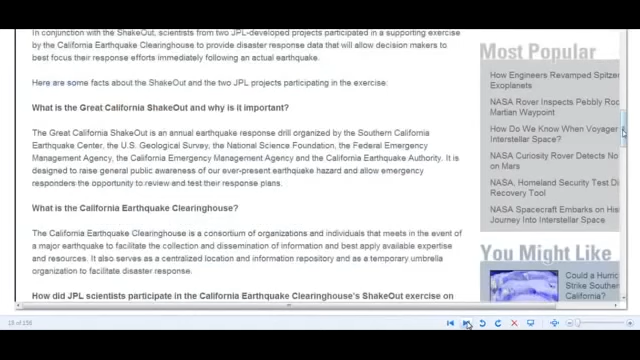 In conjunction with the ShakeOut, scientists from two JPL-developed projects participated in a supporting exercise
by the California Earthquake Clearinghouse to provide disaster response data that will allow decision makers to
best focus their response efforts immediately following an actual earthquake.
Here are some facts about the ShakeOut and the two JPL projects participating in the exercise:
What is the Great California ShakeOut and why is it important?
The Great California ShakeOut is an annual earthquake response drill organized by the Southern California
Earthquake Center, the U.S. Geological Survey, the National Science Foundation, the Federal Emergency
Management Agency, the California Emergency Management Agency and the California Earthquake Authority. It is
designed to raise general public awareness of our ever-present earthquake hazard and allow emergency
responders the opportunity to review and test their response plans.
What is the California Earthquake Clearinghouse?
The California Earthquake Clearinghouse is a consortium of organizations and individuals that meets in the event of
a major earthquake to facilitate the collection and dissemination of information and best apply available expertise
and resources. It also serves as a centralized location and information repository and as a temporary umbrella
organization to facilitate disaster response.
How did JPL scientists participate in the California Earthquake Clearinghouse's ShakeOut exercise on
Most Popular
How Engineers Revamped Spitzer
Exoplanets
NASA Rover Inspects Pebbly Roc
Martian Waypoint
How Do We Know When Voyager
Interstellar Space?
NASA Curiosity Rover Detects No
on Mars
NASA, Homeland Security Test Di
Recovery Tool
NASA Spacecraft Embarks on His
Journey Into Interstellar Space
You Might Like
Could a Hurric
Strike Southern
California?